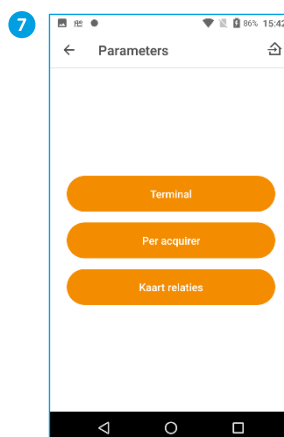 7
86% 15:42
Parameters
Terminal
Per acquirer
Kaart relaties